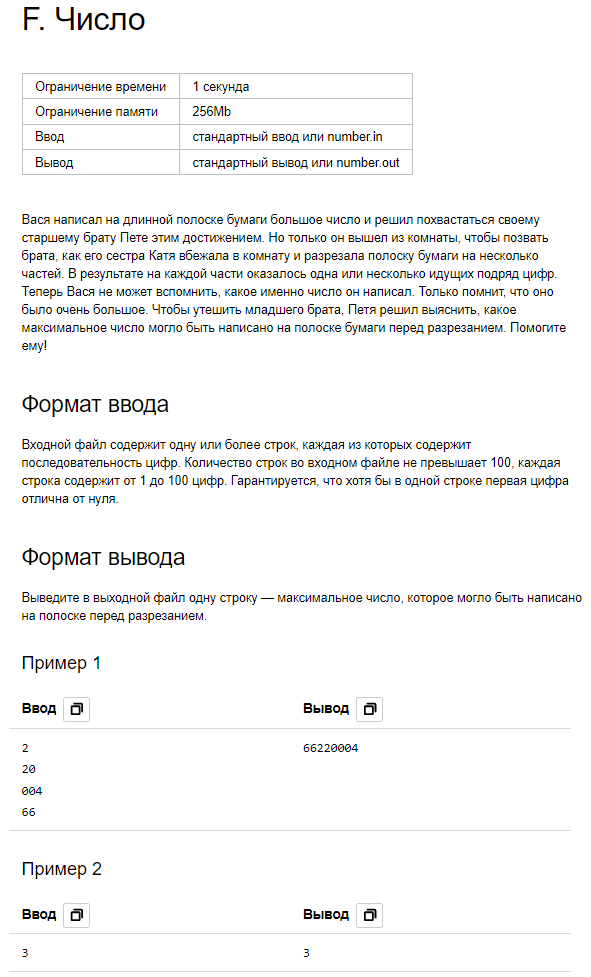 F. Число
Ограничение времени 1 секунда
Ограничение памяти 256Mb
Ввод стандартный ввод или number.in
Вывод стандартный вывод или number.out
Вася написал на длинной полоске бумаги большое число и решил похвастаться своему
старшему брату Пете этим достижением. Но только он вышел из комнаты, чтобы позвать
брата, как его сестра Катя вбежала в комнату и разрезала полоску бумаги на несколько
частей. В результате на каждой части оказалось одна или несколько идущих подряд цифр.
Теперь Вася не может вспомнить, какое именно число он написал. Только помнит, что оно
было очень большое. Чтобы утешить младшего брата, Петя решил выяснить, какое
максимальное число могло быть написано на полоске бумаги перед разрезанием. Помогите
ему!
Формат ввода
Входной файл содержит одну или более строк, каждая из которых содержит
последовательность цифр. Количество строк во входном файле не превышает 100, каждая
строка содержит от 1 до 100 цифр. Гарантируется, что хотя бы в одной строке первая цифра
отлична от нуля.
Формат вывода
Выведите в выходной файл одну строку — максимальное число, которое могло быть написано
на полоске перед разрезанием.
Пример 1
Ввод Вывод
2 66220004
20
004
66
Пример 2
Ввод Вывод
3 3